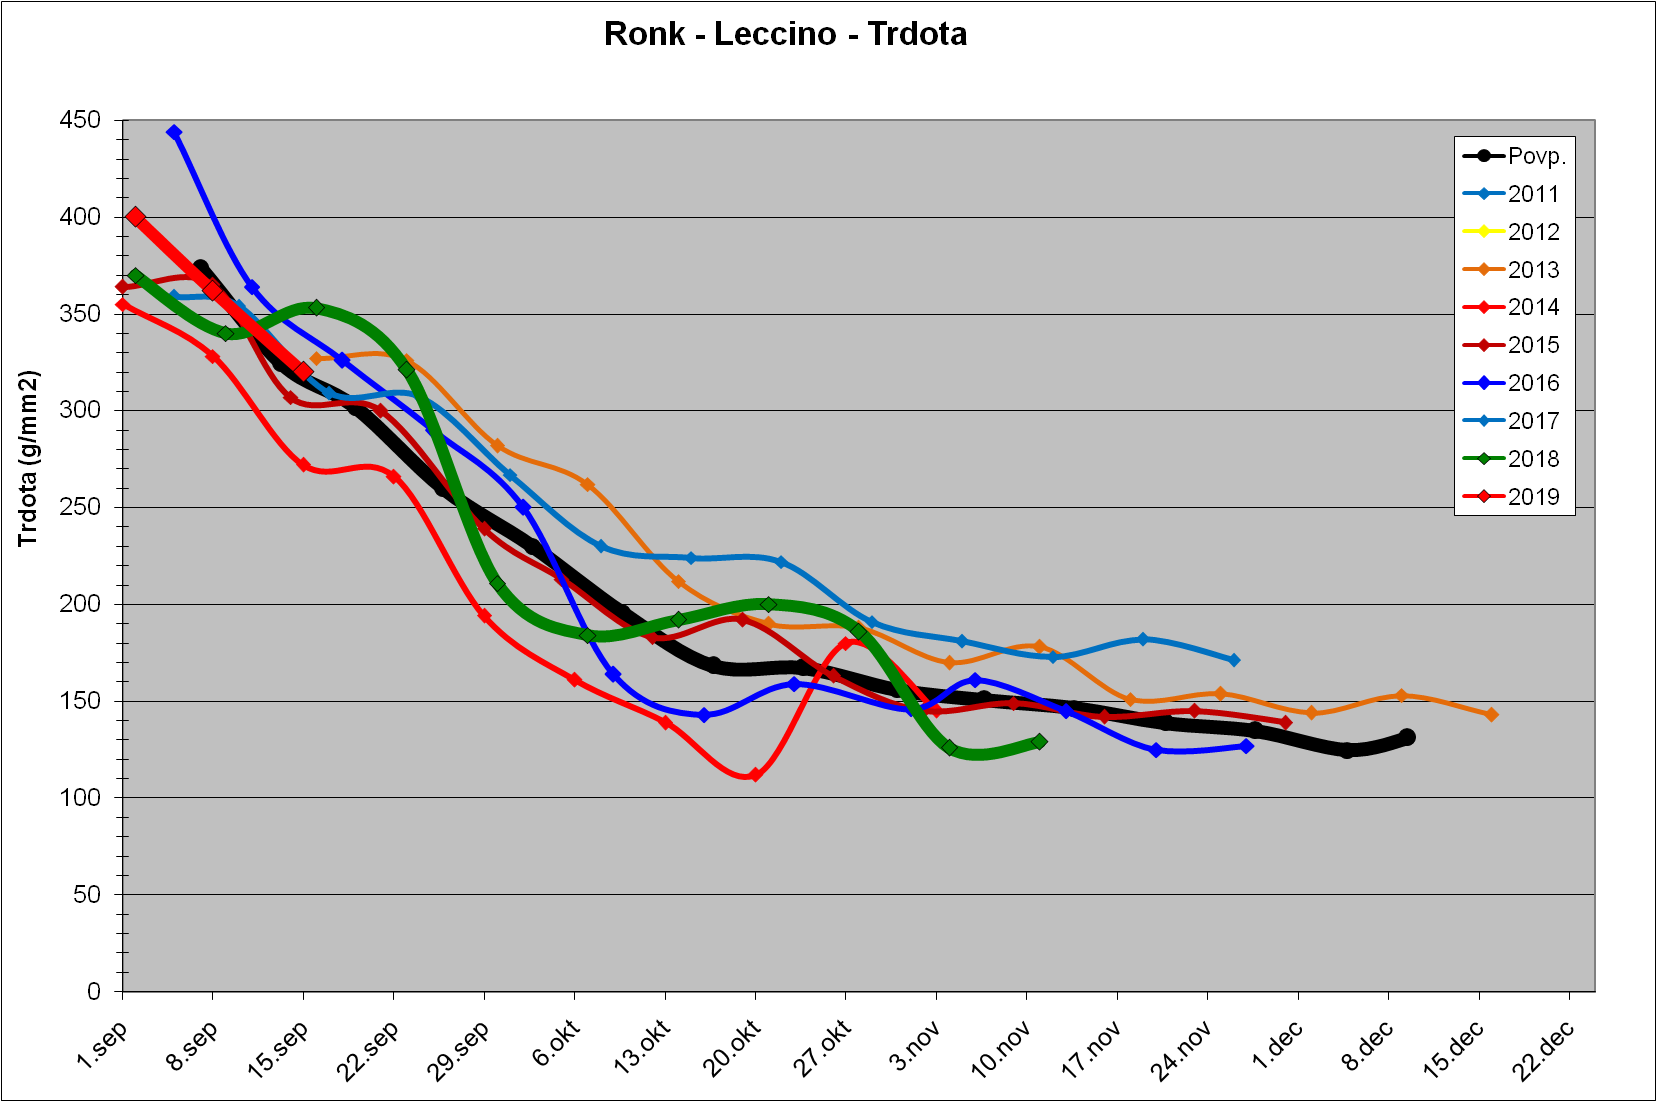 Ronk - Leccino - Trdota
Trdota (g/mm2)
450
400
350
300
250
200
150
100
50
0
1.sep
8.sep
15.sep
22.sep
29.sep
6.okt
13.okt
20.okt
27.okt
3.nov
10.nov
17.nov
24.nov
1.dec
8.dec
15.dec
22.dec
Povp.
2011
2012
2013
2014
2015
2016
2017
2018
2019